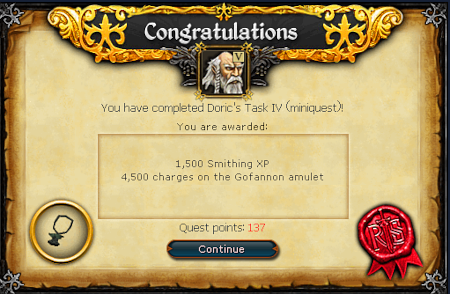 Congratulations
V
You have completed Doric's Task IV (miniquest)!
You are awarded:
1,500 Smithing XP
4,500 charges on the Gofannon amulet
Quest points: 137
Continue
RS